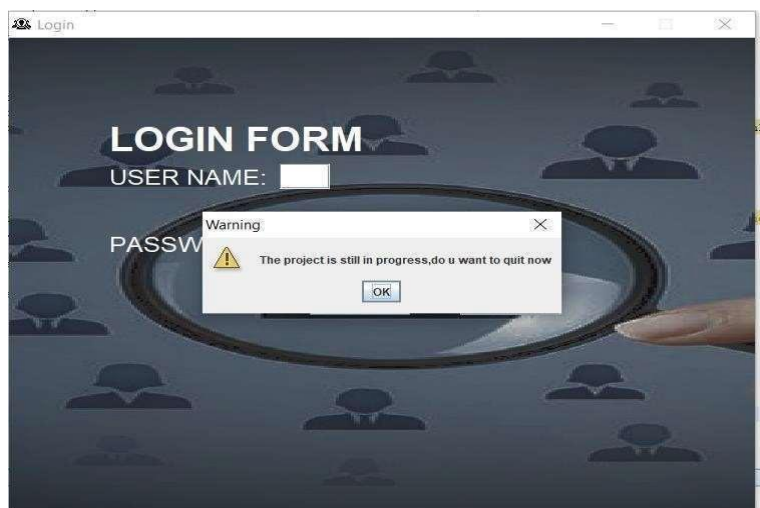 Login
LOGIN FORM
USER NAME:
Warning
PASSW
The project is still in progress,do u want to quit now
OK